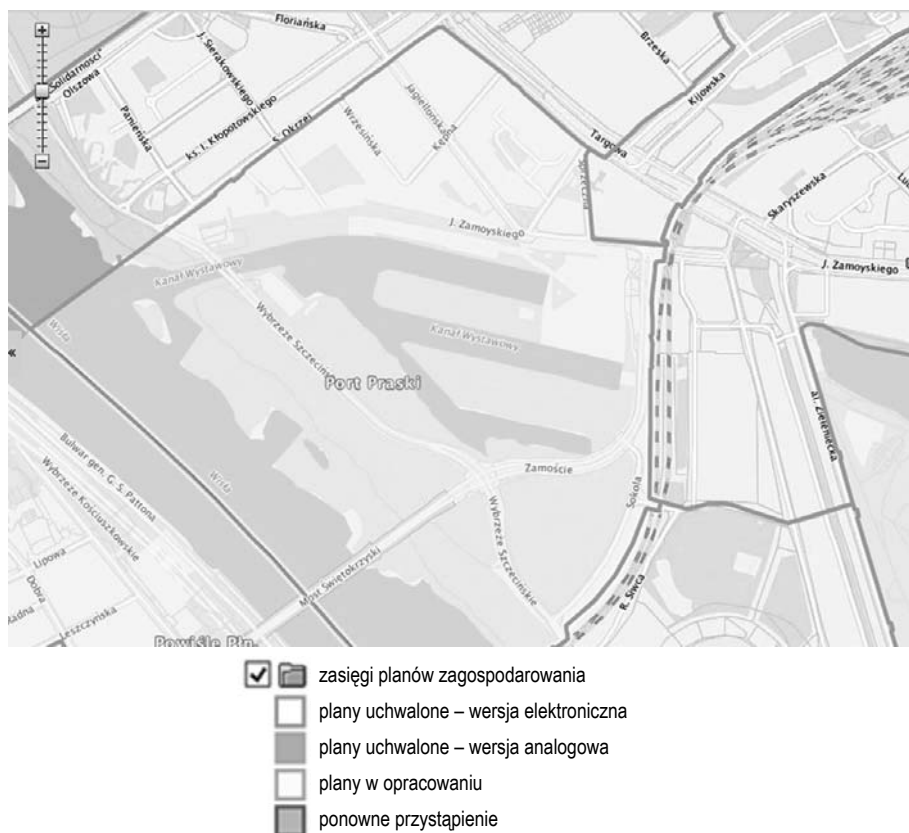 Floriańska
Solidarności
Olszowa
J. Sierakowskiego
Panieńska
ks. I. Kłopotowskiego
S. Okrzei
Wrzesińska
Jagiellońska
Kępna
Brzeska
Kijowska
Targowa
Sprzeczna
Skaryszewska
J. Zamoyskiego
J. Zamoyskiego
Kanał Wystawowy
Wisła
Wybrzeże Szczecińskie
Kanał Wystawowy
Port Praski
al. Zieleniecka
Bulwar gen. G. S. Pattona
Wybrzeże Kościuszkowskie
Wisła
Zamoście
Sokola
Wybrzeże Szczecińskie
Most Świętokrzyski
R. Siwca
Lipowa
Dobra
Leszczyńska
Powiśle Płn.
zasięgi planów zagospodarowania
plany uchwalone – wersja elektroniczna
plany uchwalone – wersja analogowa
plany w opracowaniu
ponowne przystąpienie